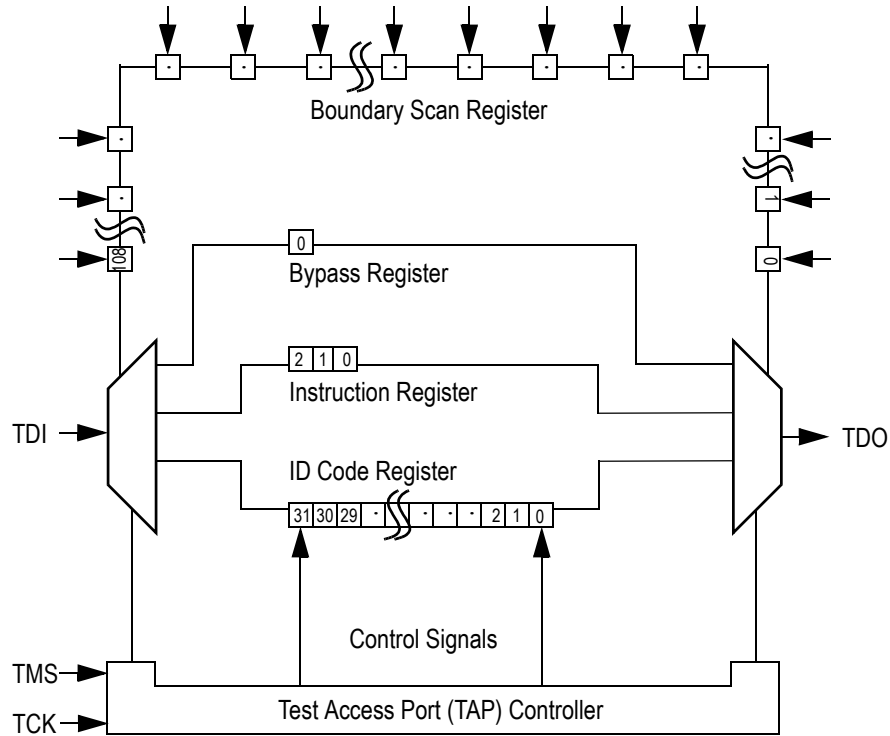 · · · · · · · ·
Boundary Scan Register
· ·
· 1
108 0
0
Bypass Register
2 1 0
Instruction Register
TDI TDO
ID Code Register
31 30 29 · · · · 2 1 0
Control Signals
TMS
Test Access Port (TAP) Controller
TCK